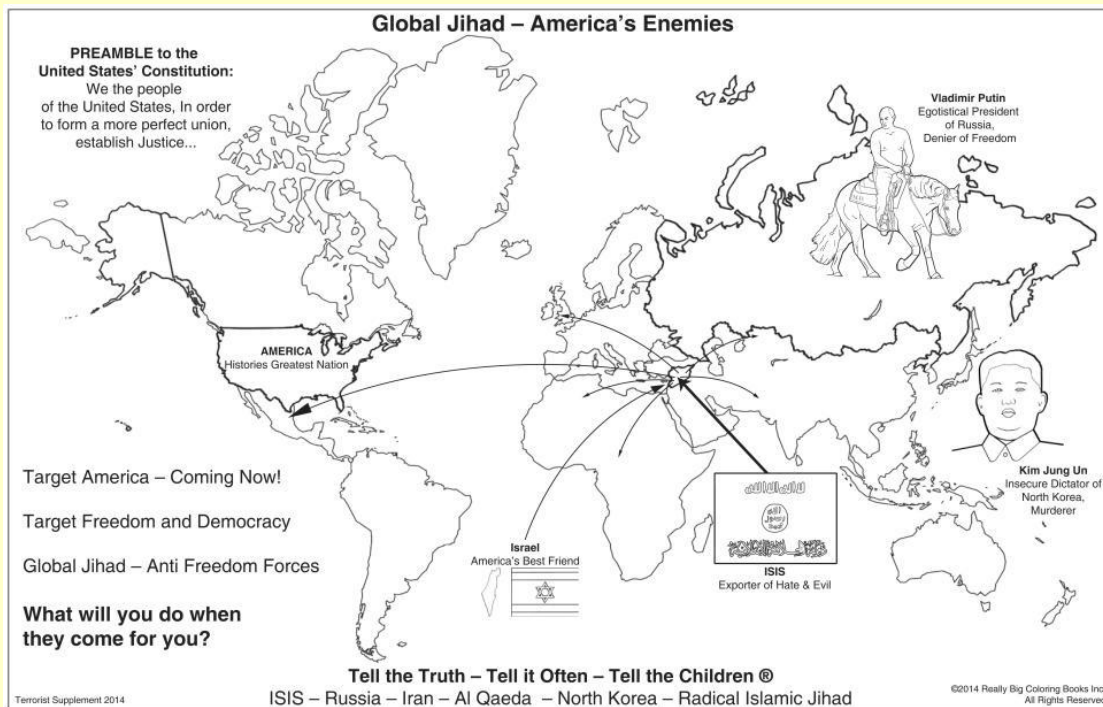 Global Jihad – America's Enemies
PREAMBLE to the
United States' Constitution:
We the people
of the United States, In order
to form a more perfect union,
establish Justice...
Vladimir Putin
Egotistical President
of Russia,
Denier of Freedom
AMERICA
Histories Greatest Nation
Kim Jung Un
Insecure Dictator of
North Korea,
Murderer
Target America – Coming Now!
Target Freedom and Democracy
Global Jihad – Anti Freedom Forces
What will you do when
they come for you?
Israel
America's Best Friend
ISIS
Exporter of Hate & Evil
Tell the Truth – Tell it Often – Tell the Children ®
ISIS – Russia – Iran – Al Qaeda – North Korea – Radical Islamic Jihad
Terrorist Supplement 2014
©2014 Really Big Coloring Books Inc
All Rights Reserved